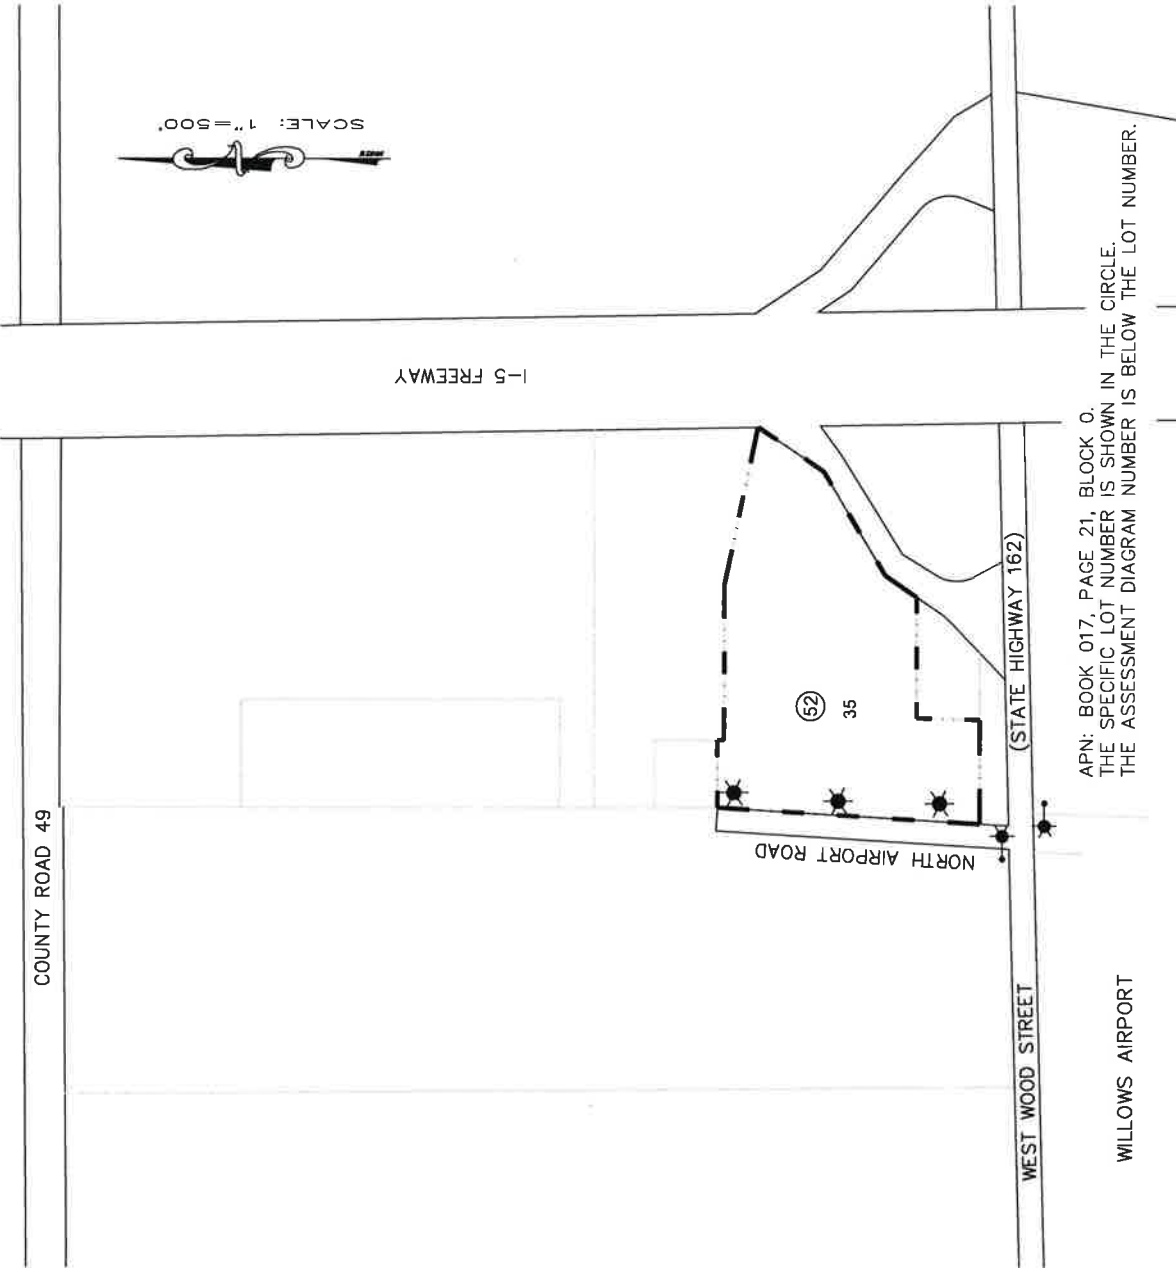 COUNTY ROAD 49
SCALE: 1"=500'
I-5 FREEWAY
52
35
NORTH AIRPORT ROAD
WEST WOOD STREET
(STATE HIGHWAY 162)
WILLOWS AIRPORT
APN: BOOK 017, PAGE 21, BLOCK 0.
THE SPECIFIC LOT NUMBER IS SHOWN IN THE CIRCLE.
THE ASSESSMENT DIAGRAM NUMBER IS BELOW THE LOT NUMBER.